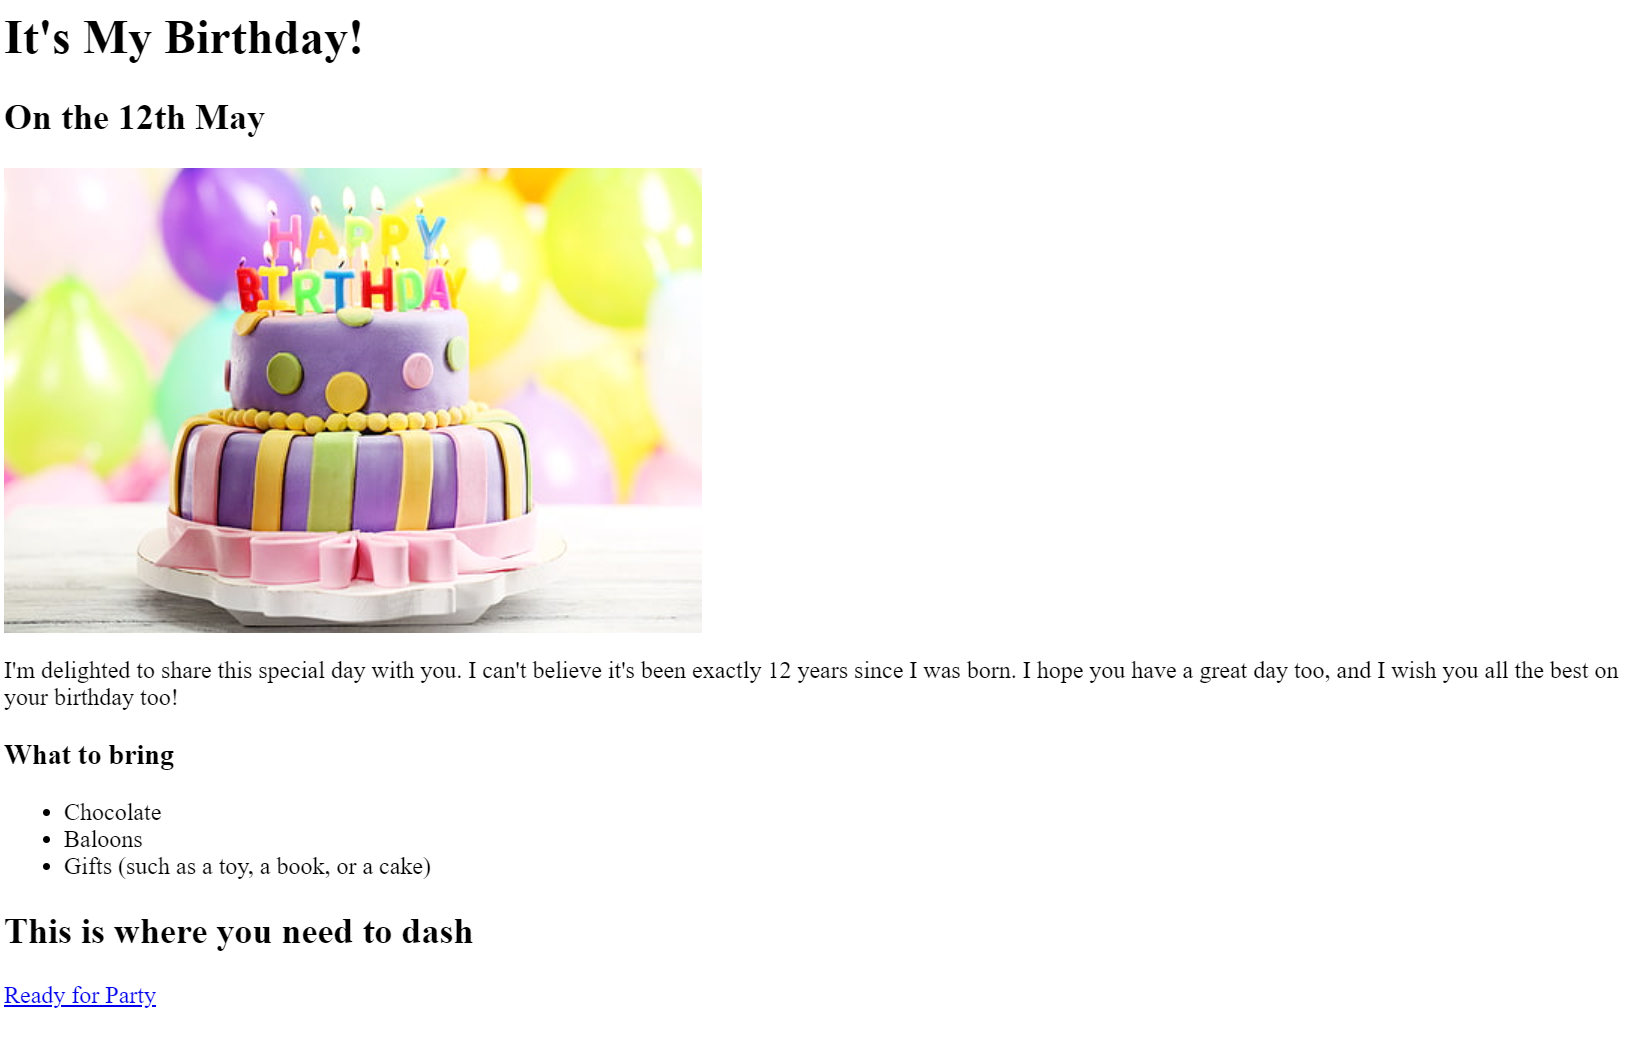 It's My Birthday!
On the 12th May
HAPPY
BIRTHDAY
I'm delighted to share this special day with you. I can't believe it's been exactly 12 years since I was born. I hope you have a great day too, and I wish you all the best on
your birthday too!
What to bring
Chocolate
Baloons
Gifts (such as a toy, a book, or a cake)
This is where you need to dash
Ready for Party